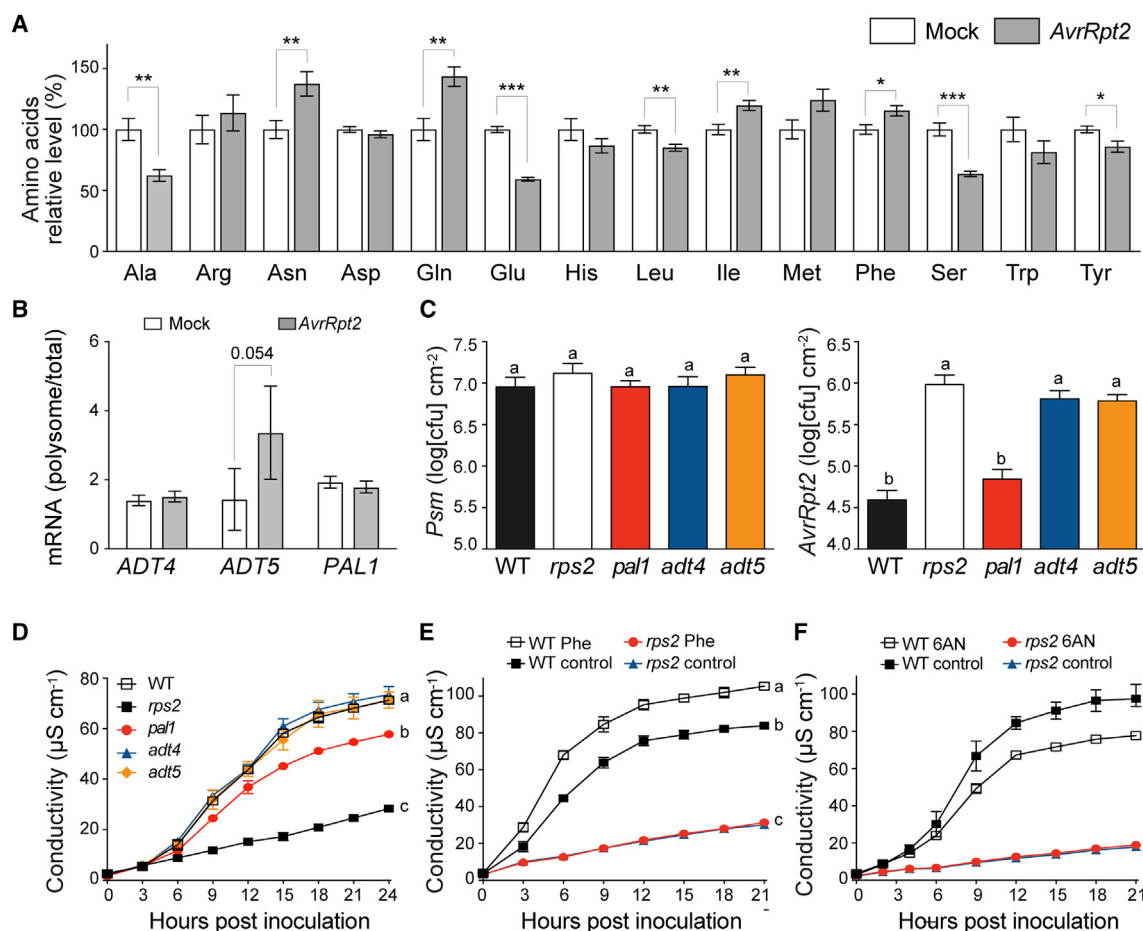 A
Mock
AvrRpt2
Amino acids
relative level (%)
150
100
50
0
**
**
**
***
**
**
*
***
*
Ala Arg Asn Asp Gln Glu His Leu Ile Met Phe Ser Trp Tyr
B
Mock
AvrRpt2
mRNA (polysome/total)
6
4
2
0
0.054
ADT4 ADT5 PAL1
C
Psm (log[cfu] cm-2)
7.0
6.5
6.0
5.5
5.0
a a a a a
WT rps2 pal1 adt4 adt5
AvrRpt2 (log[cfu] cm-2)
6.0
5.5
5.0
4.5
4.0
b a b a a
WT rps2 pal1 adt4 adt5
D
WT
rps2
pal1
adt4
adt5
Conductivity (µS cm-1)
80
60
40
20
0
a
b
c
0 3 6 9 12 15 18 21 24
Hours post inoculation
E
WT Phe
rps2 Phe
WT control
rps2 control
Conductivity (µS cm-1)
100
80
60
40
20
0
a
b
c
0 3 6 9 12 15 18 21
Hours post inoculation
F
WT 6AN
rps2 6AN
WT control
rps2 control
Conductivity (µS cm-1)
100
80
60
40
20
0
0 3 4 6 9 12 15 18 21
Hours post inoculation